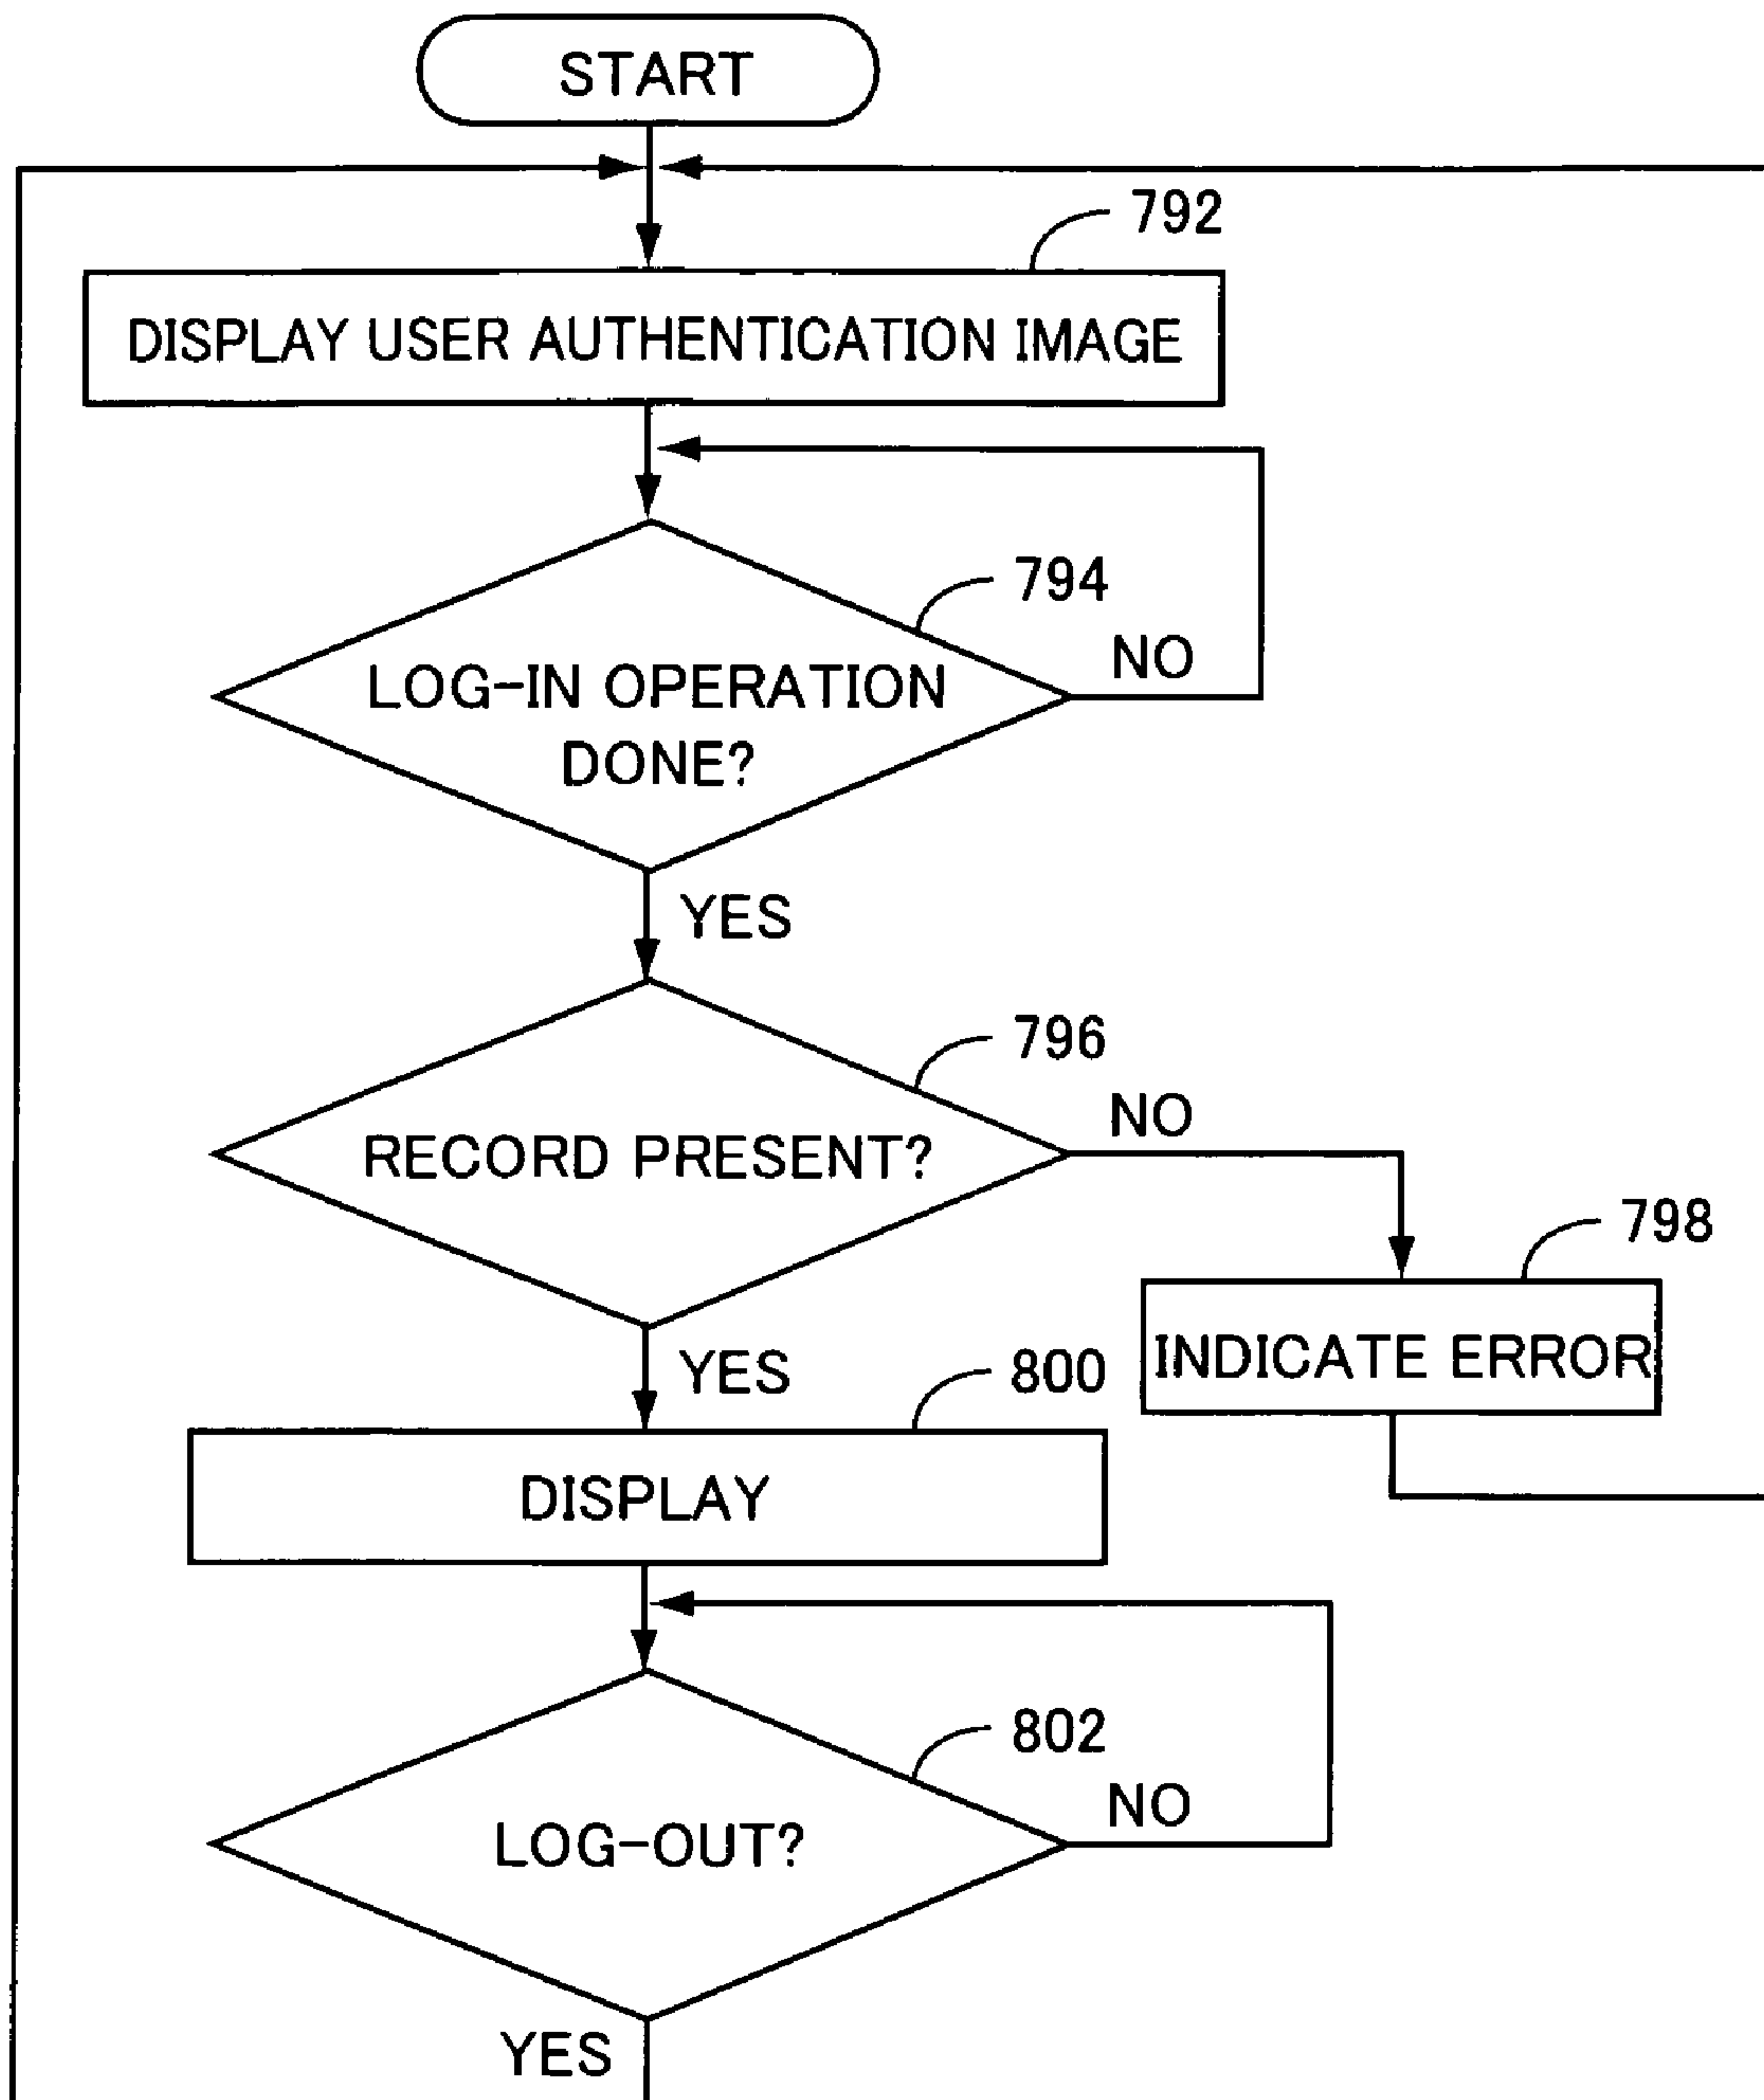 START
792
DISPLAY USER AUTHENTICATION IMAGE
794
NO
LOG-IN OPERATION
DONE?
YES
796
NO
RECORD PRESENT?
798
INDICATE ERROR
YES
800
DISPLAY
802
NO
LOG-OUT?
YES